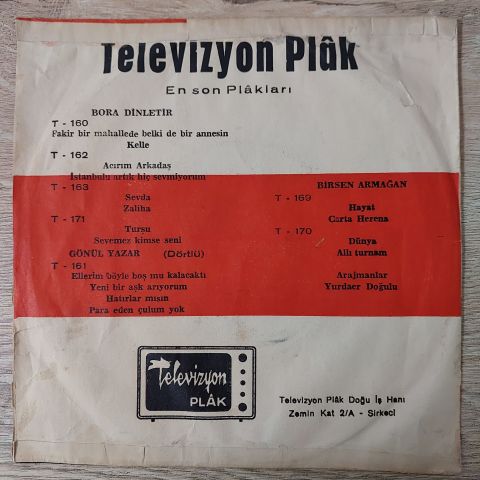 Televizyon Plâk
En son Plâkları
BORA DİNLETİR
T - 160
Fakir bir mahallede belki de bir annesin
Kelle
T - 162
Acırım Arkadaş
İstanbulu artık hiç sevmiyorum
T - 163
Sevda
Zaliha
T - 171
Tursu
Sevemez kimse seni
GÖNÜL YAZAR (Dörtlü)
T - 161
Ellerim böyle boş mu kalacaktı
Yeni bir aşk arıyorum
Hatırlar mısın
Para eden çulum yok
BİRSEN ARMAĞAN
T - 169
Hayat
Carta Herena
T - 170
Dünya
Allı turnam
Arajmanlar
Yurdaer Doğulu
Televizyon
PLÂK
Televizyon Plâk Doğu İş Hanı
Zemin Kat 2/A - Sirkeci